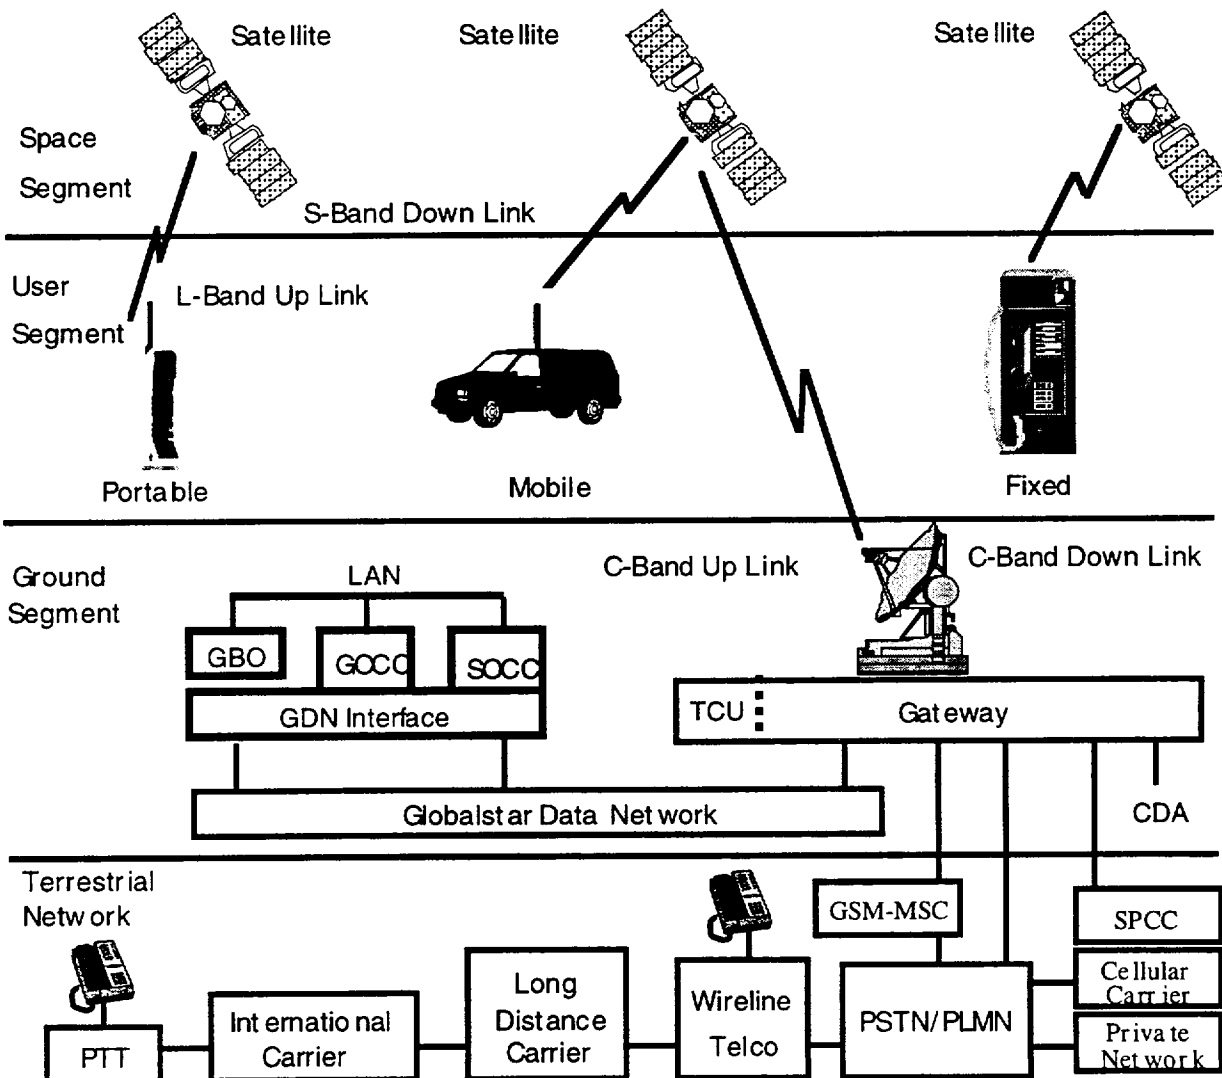 Satellite
Satellite
Satellite
Space
Segment
S-Band Down Link
User
Segment
L-Band Up Link
Portable
Mobile
Fixed
Ground
Segment
LAN
C-Band Up Link
C-Band Down Link
GBO
GOCC
SOCC
GDN Interface
TCU
Gateway
Globalstar Data Network
CDA
Terrestrial
Network
GSM-MSC
SPCC
PTT
International
Carrier
Long
Distance
Carrier
Wireline
Telco
PSTN/PLMN
Cellular
Carrier
Private
Network